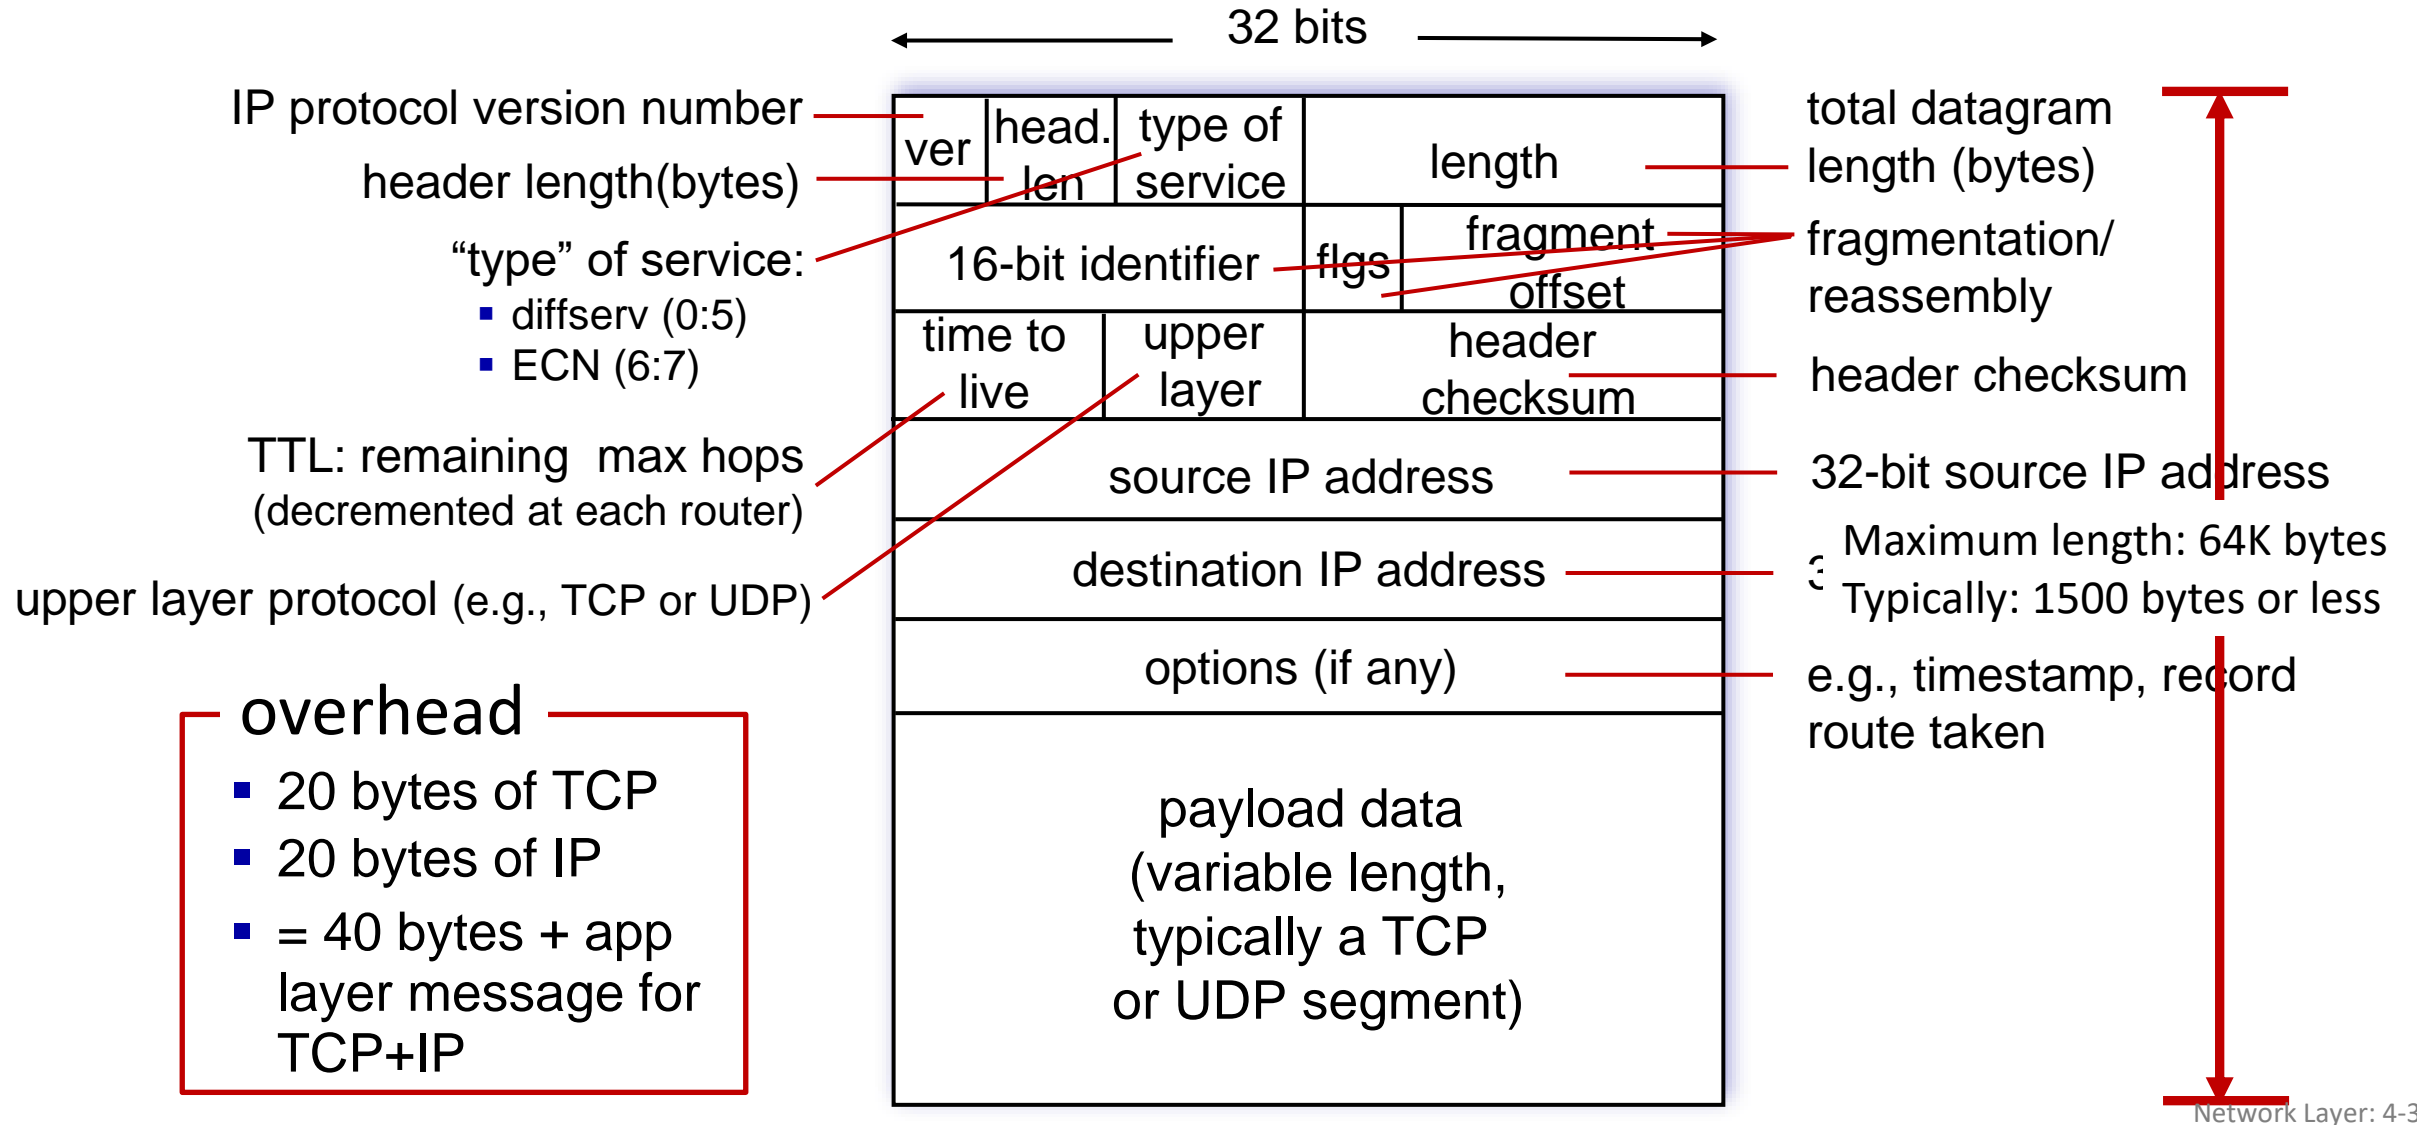 32 bits
IP protocol version number
header length(bytes)
“type” of service:
▪ diffserv (0:5)
▪ ECN (6:7)
TTL: remaining max hops
(decremented at each router)
upper layer protocol (e.g., TCP or UDP)
overhead
▪ 20 bytes of TCP
▪ 20 bytes of IP
▪ = 40 bytes + app
layer message for
TCP+IP
ver
head.
len
type of
service
length
16-bit identifier
flgs
fragment
offset
time to
live
upper
layer
header
checksum
source IP address
destination IP address
options (if any)
payload data
(variable length,
typically a TCP
or UDP segment)
total datagram
length (bytes)
fragmentation/
reassembly
header checksum
32-bit source IP address
Maximum length: 64K bytes
Typically: 1500 bytes or less
e.g., timestamp, record
route taken
Network Layer: 4-3